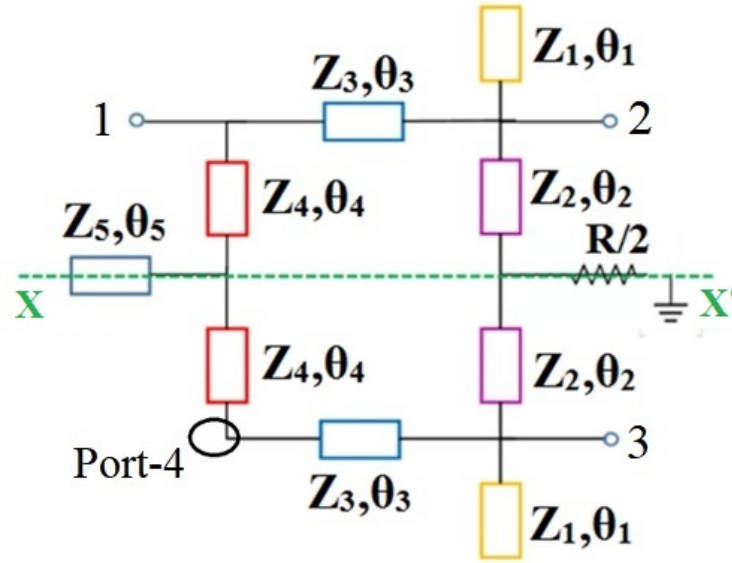 Z₁,θ₁
Z₃,θ₃
1
2
Z₄,θ₄
Z₂,θ₂
Z₅,θ₅
R/2
X
X'
Z₄,θ₄
Z₂,θ₂
3
Port-4
Z₃,θ₃
Z₁,θ₁